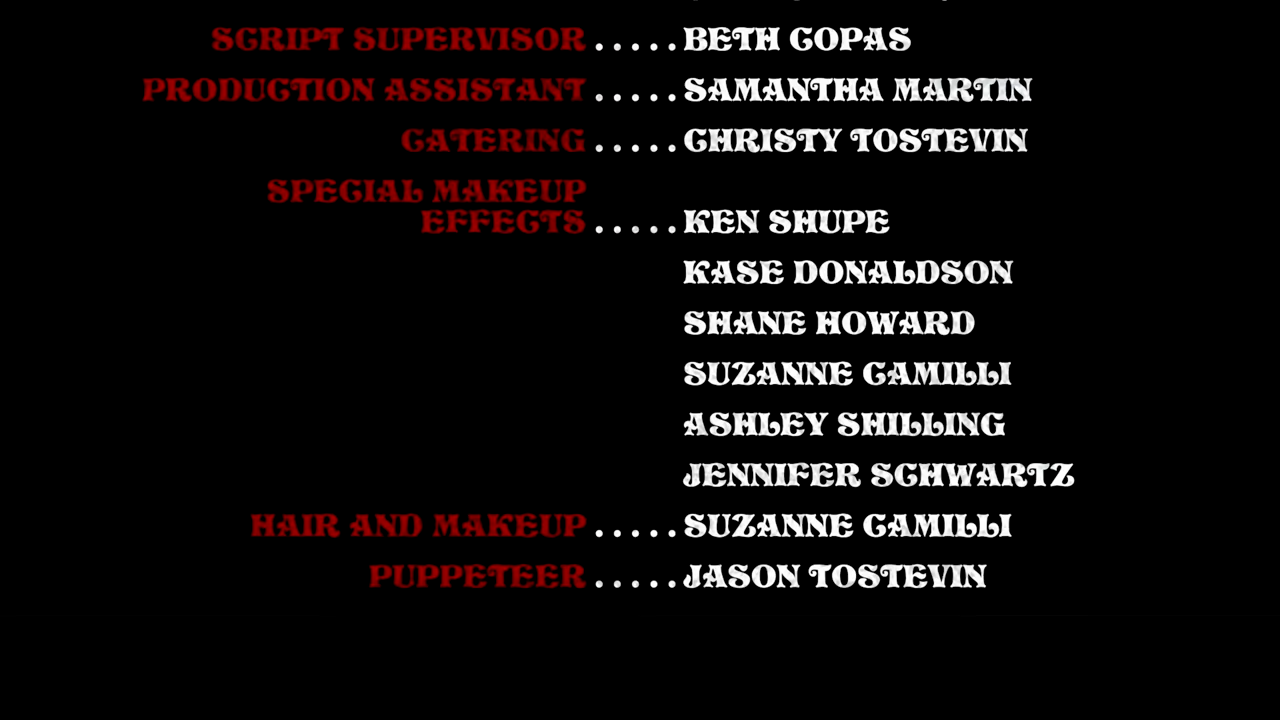 SCRIPT SUPERVISOR.....BETH COPAS
PRODUCTION ASSISTANT.....SAMANTHA MARTIN
CATERING.....CHRISTY TOSTEVIN
SPECIAL MAKEUP
EFFECTS.....KEN SHUPE
KASE DONALDSON
SHANE HOWARD
SUZANNE CAMILLI
ASHLEY SHILLING
JENNIFER SCHWARTZ
HAIR AND MAKEUP.....SUZANNE CAMILLI
PUPPETEER.....JASON TOSTEVIN